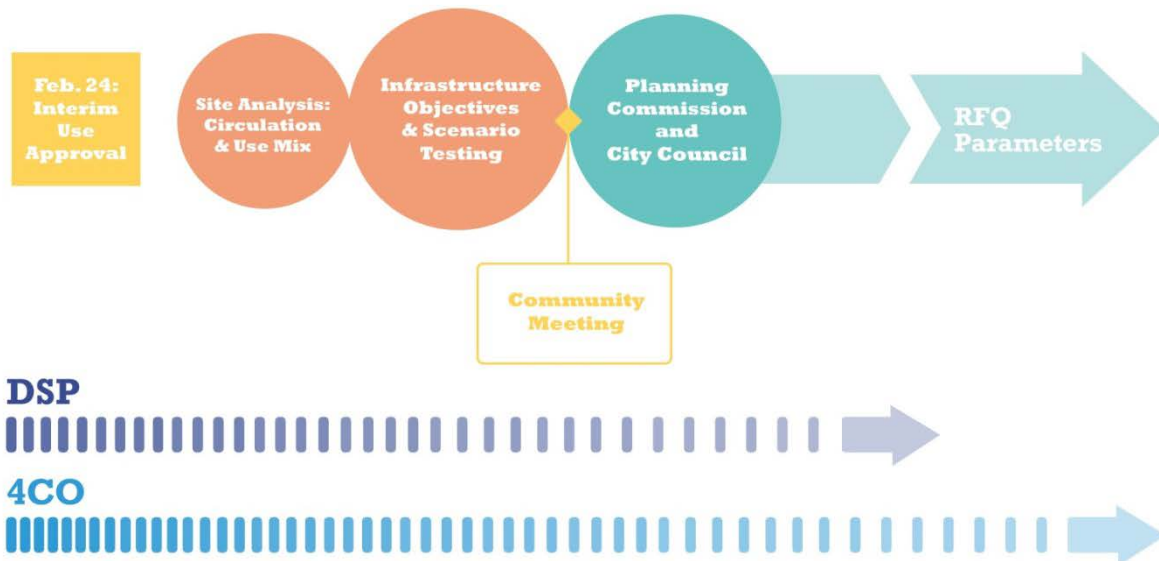 Feb. 24:
Interim
Use
Approval
Site Analysis:
Circulation
& Use Mix
Infrastructure
Objectives
& Scenario
Testing
Planning
Commission
and
City Council
RFQ
Parameters
Community
Meeting
DSP
4CO